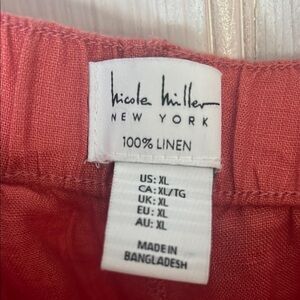 nicole miller
NEW YORK
100% LINEN
US: XL
CA: XL/TG
UK: XL
EU: XL
AU: XL
MADE IN
BANGLADESH